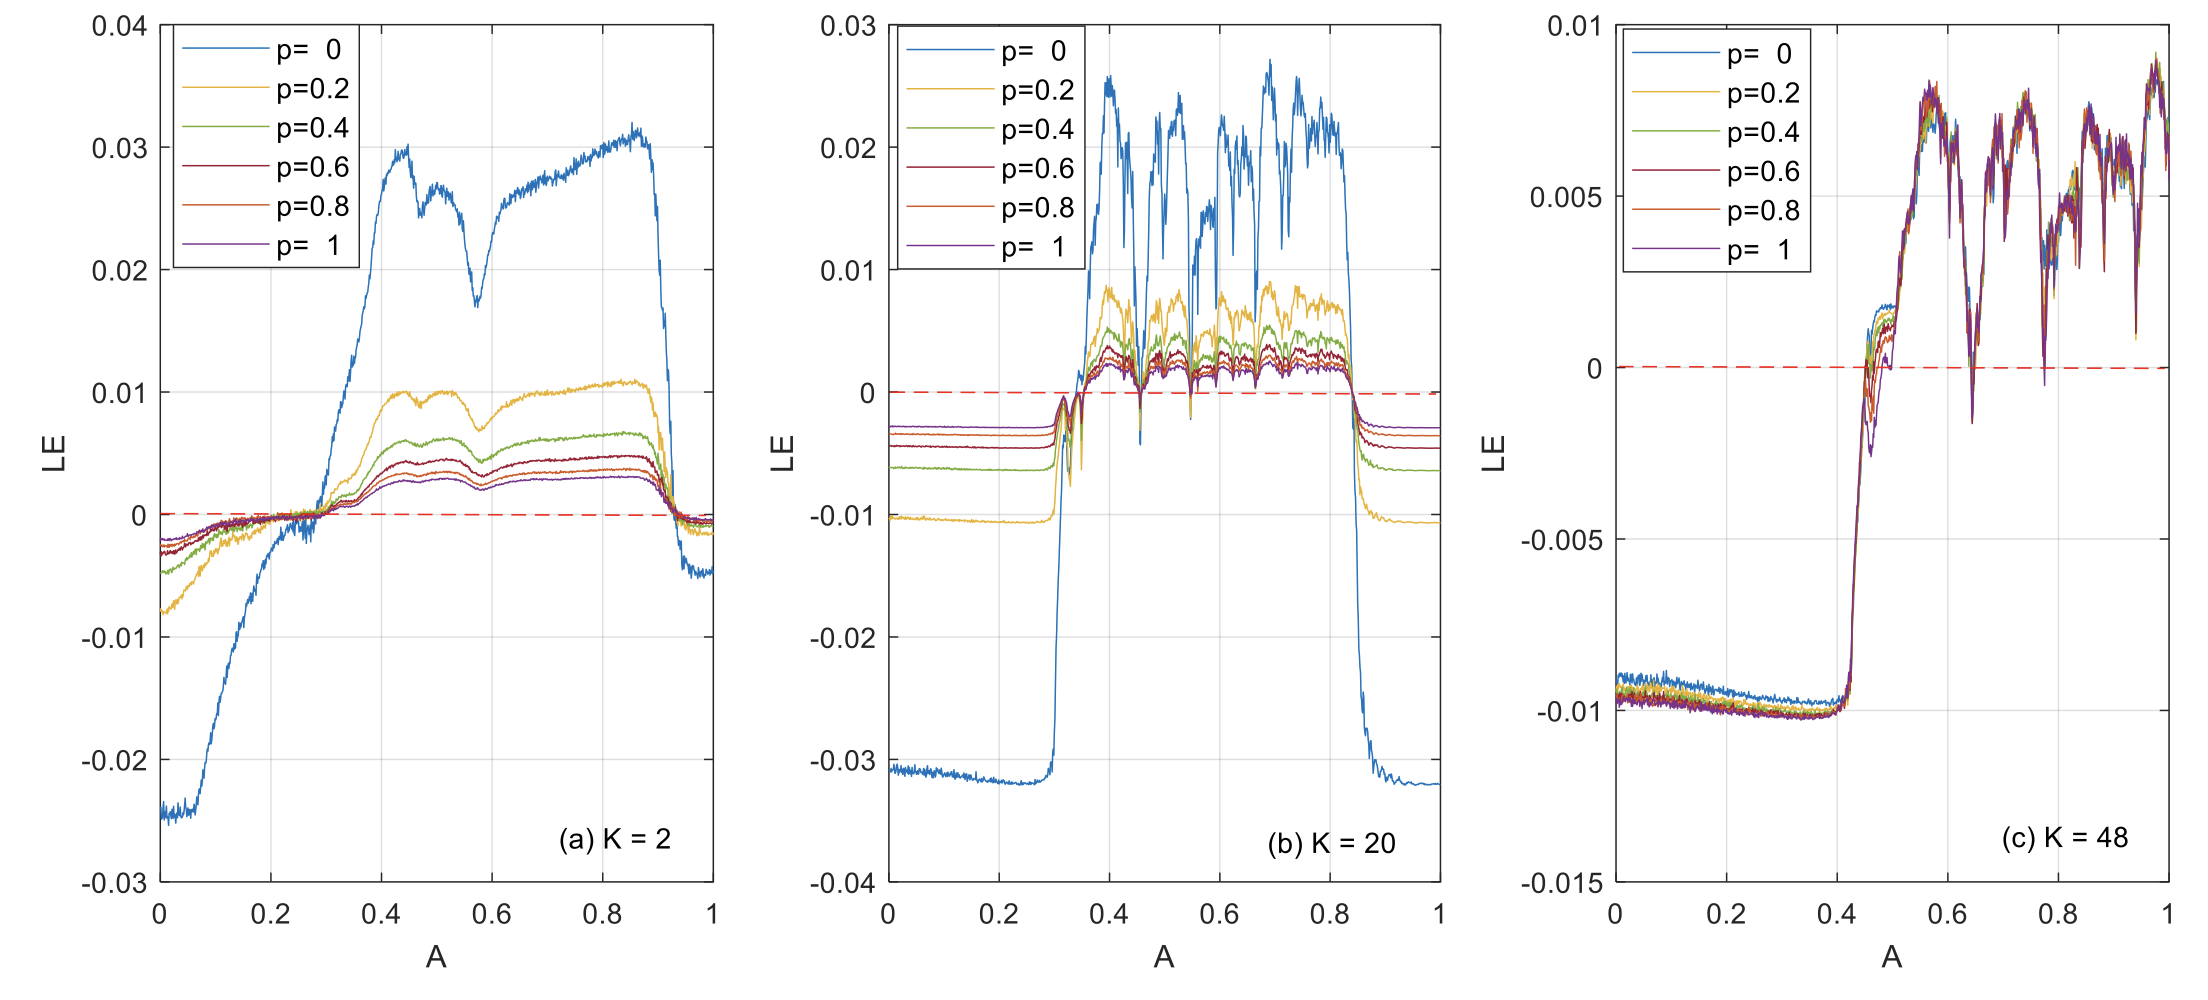 0.04
0.03
0.02
0.01
0
-0.01
-0.02
-0.03
LE
p= 0
p=0.2
p=0.4
p=0.6
p=0.8
p= 1
(a) K = 2
0 0.2 0.4 0.6 0.8 1
A
0.03
0.02
0.01
0
-0.01
-0.02
-0.03
-0.04
LE
p= 0
p=0.2
p=0.4
p=0.6
p=0.8
p= 1
(b) K = 20
0 0.2 0.4 0.6 0.8 1
A
0.01
0.005
0
-0.005
-0.01
-0.015
LE
p= 0
p=0.2
p=0.4
p=0.6
p=0.8
p= 1
(c) K = 48
0 0.2 0.4 0.6 0.8 1
A